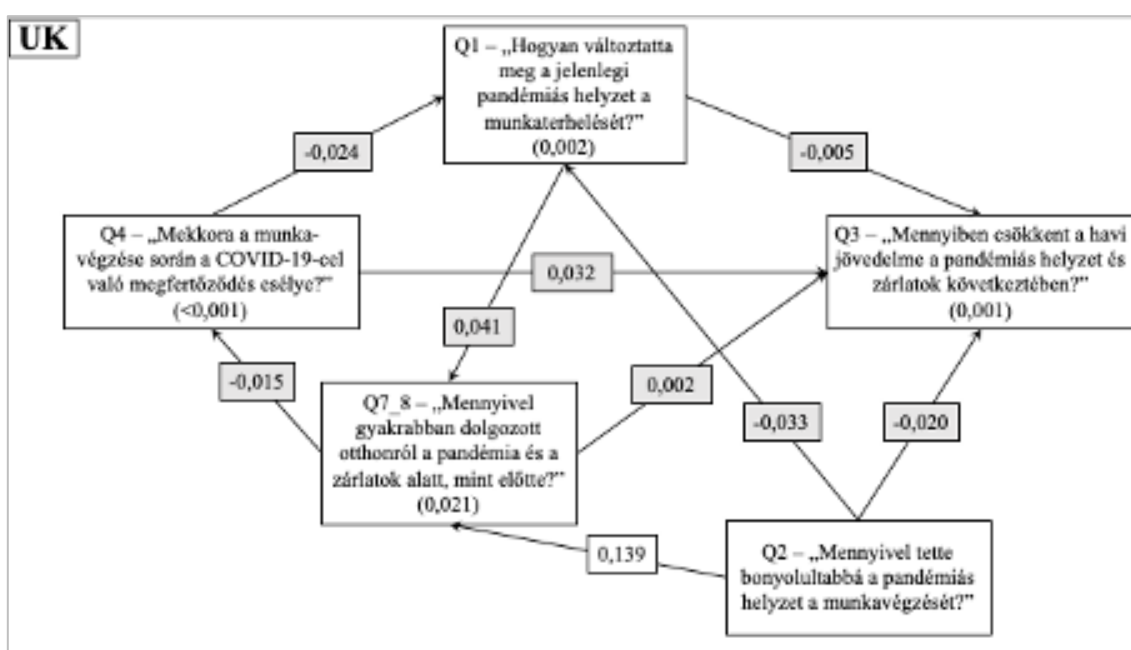 UK
Q1 – „Hogyan változtatta
meg a jelenlegi
pandémiás helyzet a
munkaterhelését?”
(0,002)
-0,024
-0,005
Q4 – „Mekkora a munka-
végzése során a COVID-19-cel
való megfertőződés esélye?”
(<0,001)
0,032
Q3 – „Mennyiben csökkent a havi
jövedelme a pandémiás helyzet és
zárlatok következtében?”
(0,001)
0,041
-0,015
0,002
Q7_8 – „Mennyivel
gyakrabban dolgozott
otthonról a pandémia és a
zárlatok alatt, mint előtte?”
(0,021)
-0,033
-0,020
0,139
Q2 – „Mennyivel tette
bonyolultabbá a pandémiás
helyzet a munkavégzését?”